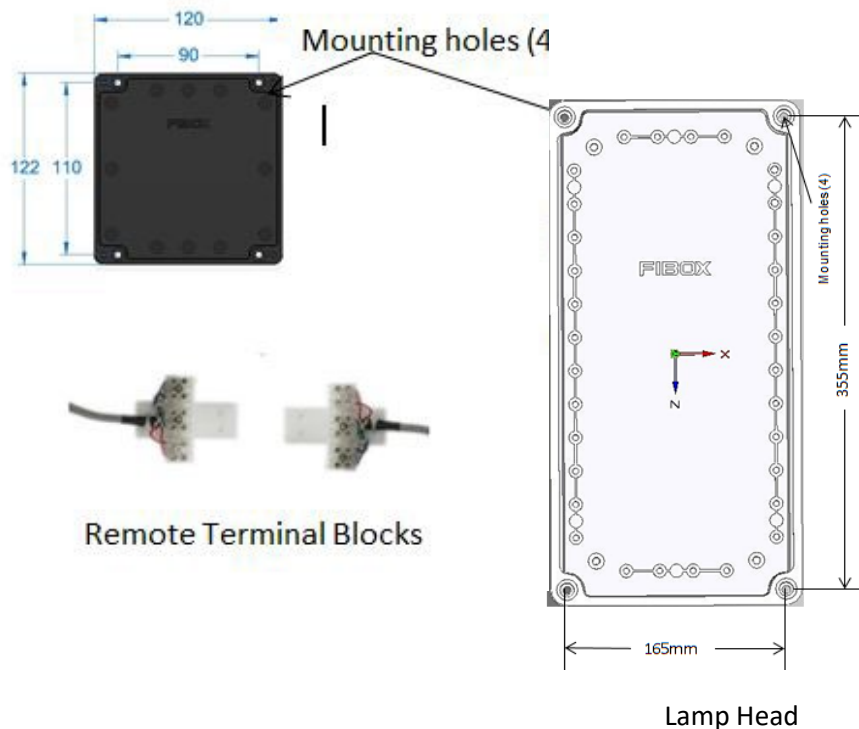 120
Mounting holes (4
90
122
110
FIBOX
FIBOX
Mounting holes (4)
X
Z
355mm
165mm
Remote Terminal Blocks
Lamp Head